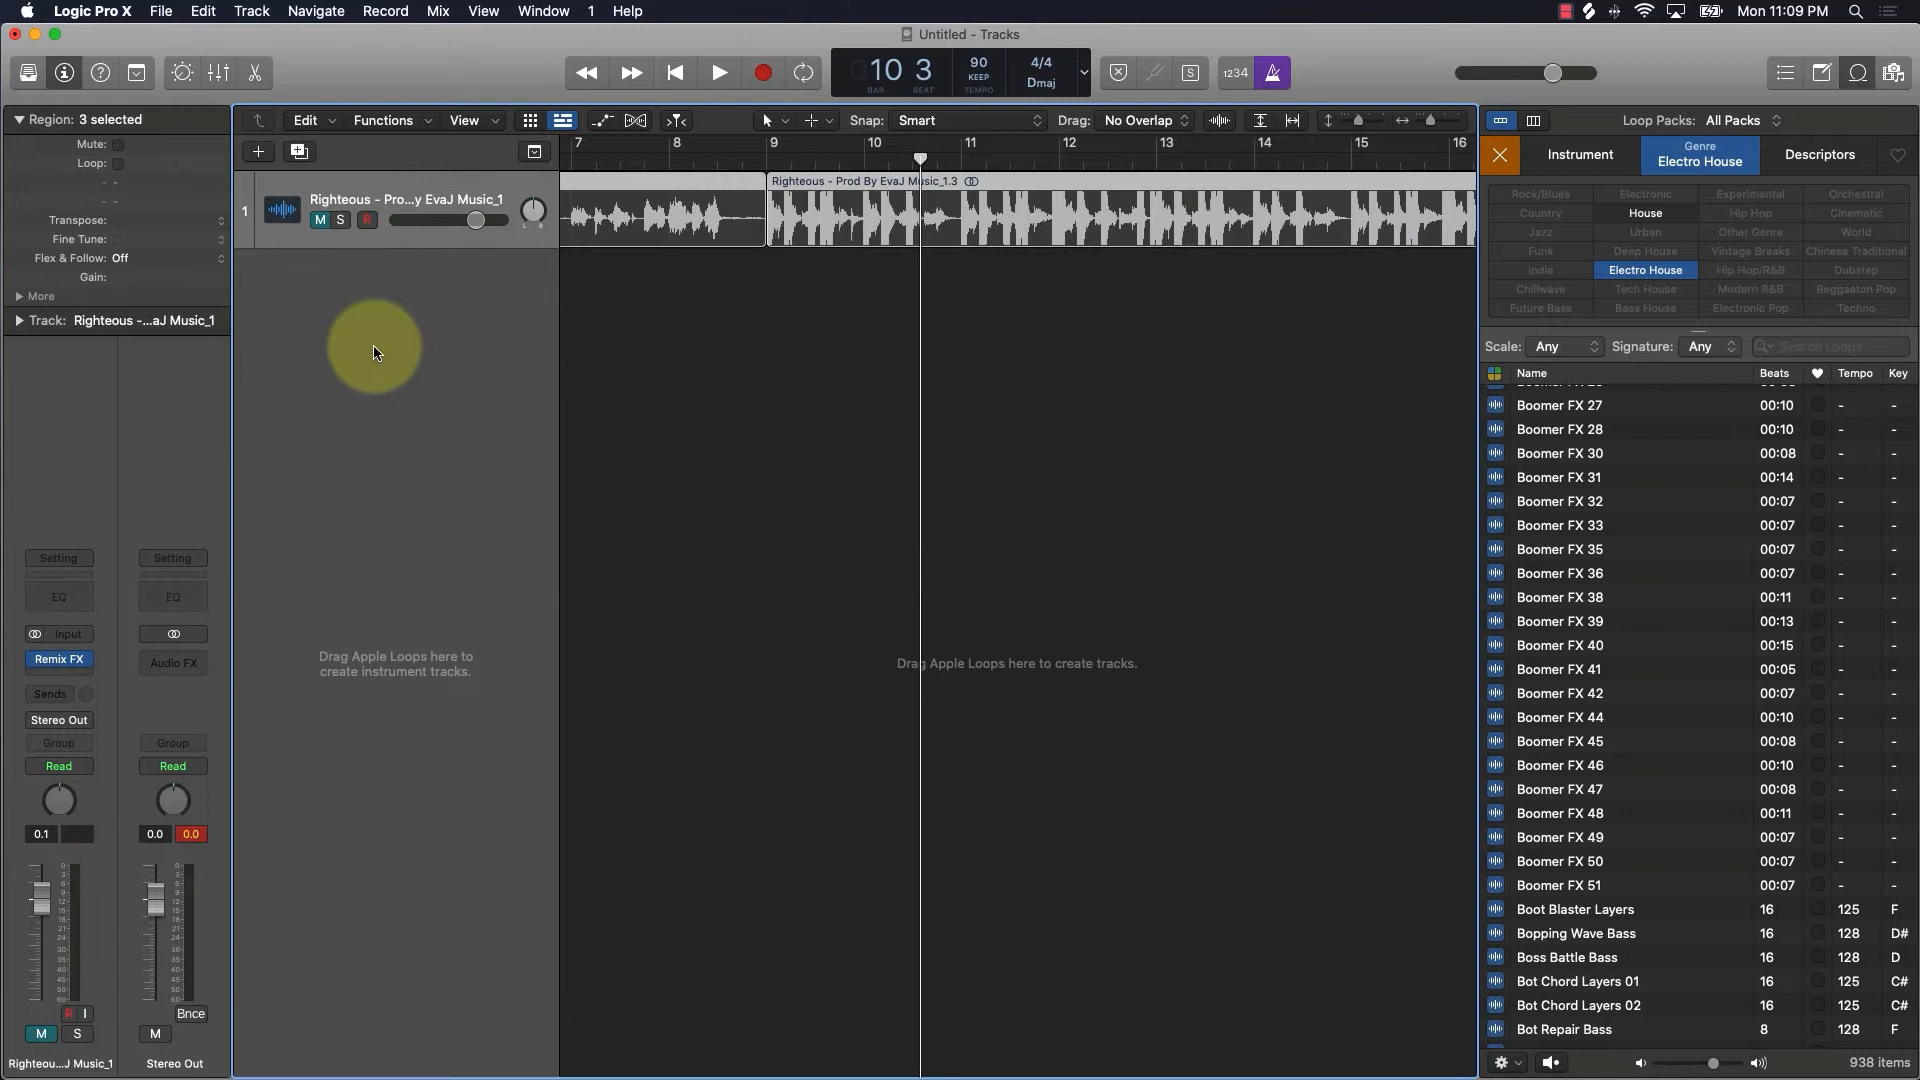 Logic Pro X File Edit Track Navigate Record Mix View Window 1 Help
Mon 11:09 PM
Untitled - Tracks
10 3
BAR BEAT
90
KEEP
TEMPO
4/4
Dmaj
S
1234
Region: 3 selected
Mute:
Loop:
Transpose:
Fine Tune:
Flex & Follow: Off
Gain:
More
Track: Righteous -...aJ Music_1
Setting Setting
EQ EQ
Input
Remix FX Audio FX
Sends
Stereo Out
Group Group
Read Read
0.1 0.0 0.0
R I Bnce
M S M
Righteou...J Music_1 Stereo Out
Edit Functions View
Snap: Smart
Drag: No Overlap
7 8 9 10 11 12 13 14 15 16
1
Righteous - Pro...y EvaJ Music_1
M S R
L R
Righteous - Prod By EvaJ Music_1.3
Drag Apple Loops here to
create instrument tracks.
Drag Apple Loops here to create tracks.
Loop Packs: All Packs
Instrument
Genre
Electro House
Descriptors
Rock/Blues Electronic Experimental Orchestral
Country House Hip Hop Cinematic
Jazz Urban Other Genre World
Funk Deep House Vintage Breaks Chinese Traditional
Indie Electro House Hip Hop/R&B Dubstep
Chillwave Tech House Modern R&B Reggaeton Pop
Future Bass Bass House Electronic Pop Techno
Scale: Any Signature: Any Search Loops
Name Beats Tempo Key
Boomer FX 27 00:10 - -
Boomer FX 28 00:10 - -
Boomer FX 30 00:08 - -
Boomer FX 31 00:14 - -
Boomer FX 32 00:07 - -
Boomer FX 33 00:07 - -
Boomer FX 35 00:07 - -
Boomer FX 36 00:07 - -
Boomer FX 38 00:11 - -
Boomer FX 39 00:13 - -
Boomer FX 40 00:15 - -
Boomer FX 41 00:05 - -
Boomer FX 42 00:07 - -
Boomer FX 44 00:10 - -
Boomer FX 45 00:08 - -
Boomer FX 46 00:10 - -
Boomer FX 47 00:08 - -
Boomer FX 48 00:11 - -
Boomer FX 49 00:07 - -
Boomer FX 50 00:07 - -
Boomer FX 51 00:07 - -
Boot Blaster Layers 16 125 F
Bopping Wave Bass 16 128 D#
Boss Battle Bass 16 128 D
Bot Chord Layers 01 16 125 C#
Bot Chord Layers 02 16 125 C#
Bot Repair Bass 8 128 F
938 items